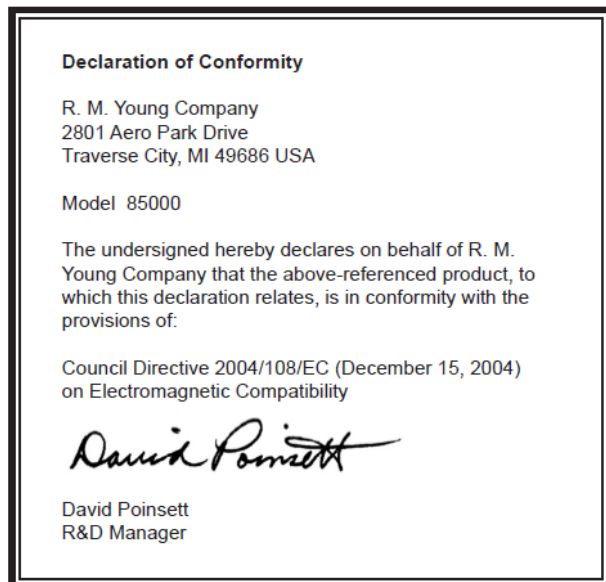 Declaration of Conformity
R. M. Young Company
2801 Aero Park Drive
Traverse City, MI 49686 USA
Model 85000
The undersigned hereby declares on behalf of R. M.
Young Company that the above-referenced product, to
which this declaration relates, is in conformity with the
provisions of:
Council Directive 2004/108/EC (December 15, 2004)
on Electromagnetic Compatibility
David Poinsett
David Poinsett
R&D Manager